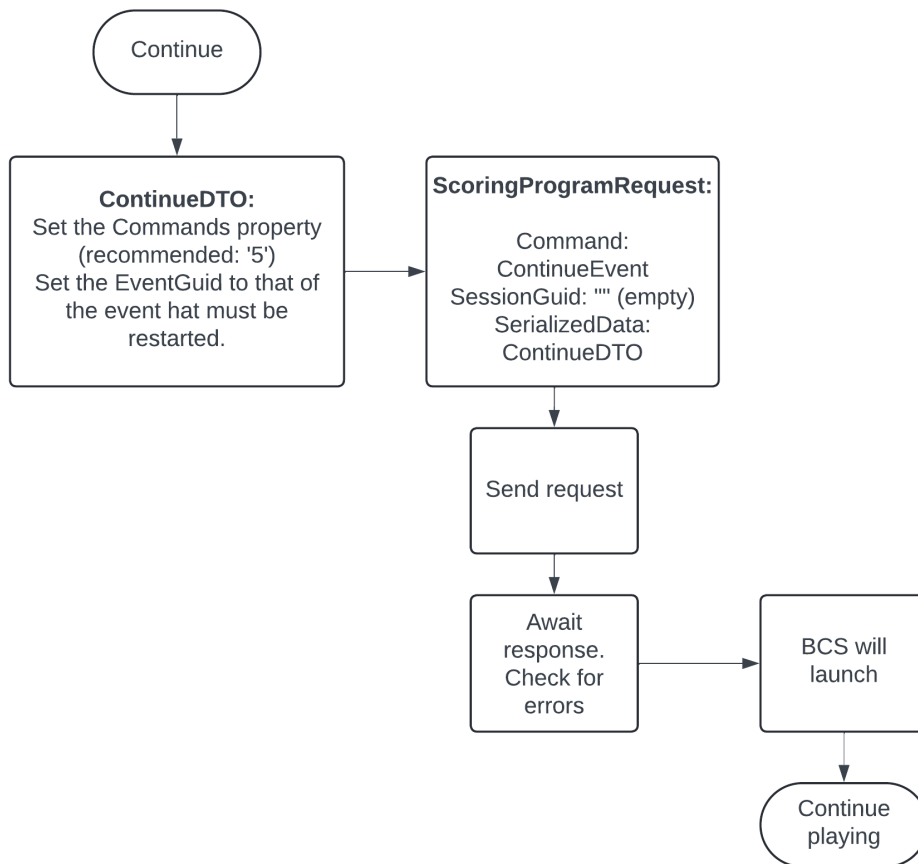 Continue
ContinueDTO:
Set the Commands property
(recommended: '5')
Set the EventGuid to that of
the event hat must be
restarted.
ScoringProgramRequest:
Command:
ContinueEvent
SessionGuid: "" (empty)
SerializedData:
ContinueDTO
Send request
Await
response.
Check for
errors
BCS will
launch
Continue
playing